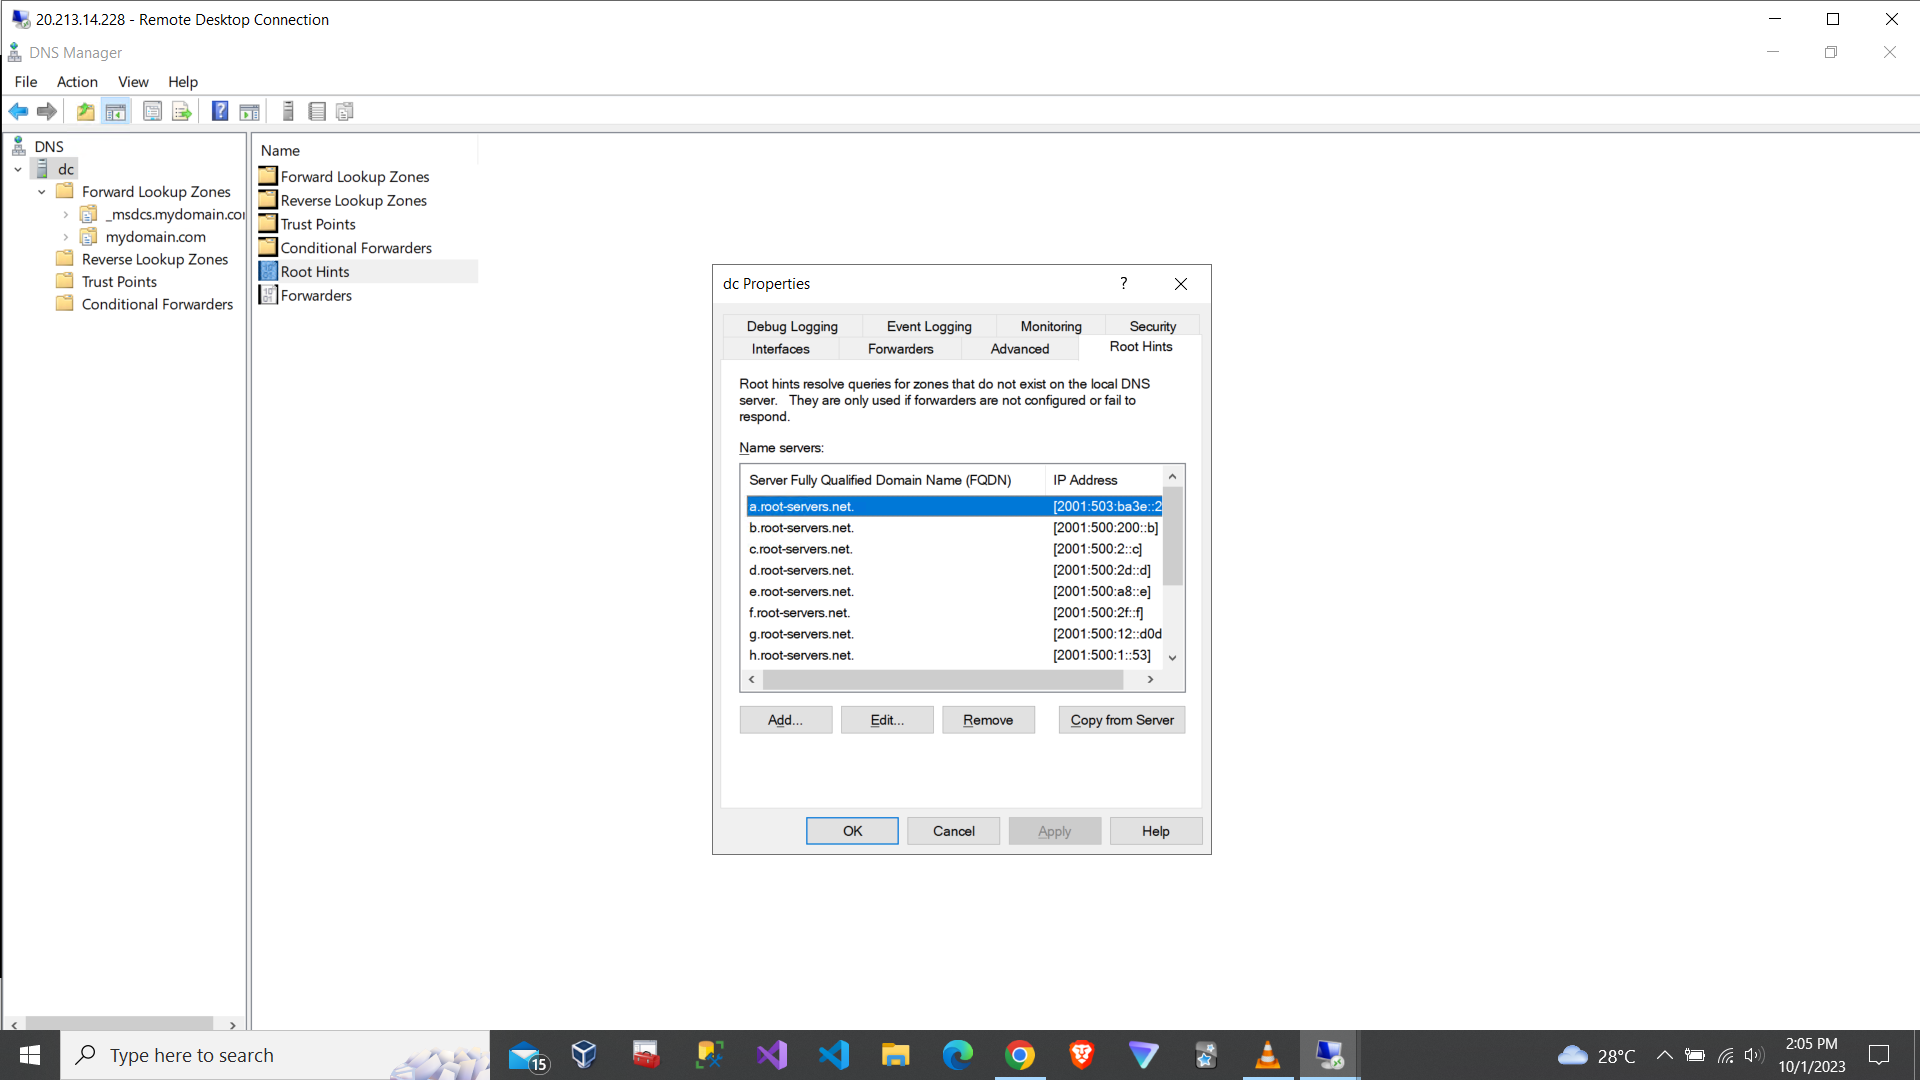 20.213.14.228 - Remote Desktop Connection
DNS Manager
File Action View Help
DNS
dc
Forward Lookup Zones
_msdcs.mydomain.cor
mydomain.com
Reverse Lookup Zones
Trust Points
Conditional Forwarders
Name
Forward Lookup Zones
Reverse Lookup Zones
Trust Points
Conditional Forwarders
Root Hints
Forwarders
dc Properties
?
Debug Logging Event Logging Monitoring Security
Interfaces Forwarders Advanced Root Hints
Root hints resolve queries for zones that do not exist on the local DNS
server. They are only used if forwarders are not configured or fail to
respond.
Name servers:
Server Fully Qualified Domain Name (FQDN) IP Address
a.root-servers.net. [2001:503:ba3e::2
b.root-servers.net. [2001:500:200::b]
c.root-servers.net. [2001:500:2::c]
d.root-servers.net. [2001:500:2d::d]
e.root-servers.net. [2001:500:a8::e]
f.root-servers.net. [2001:500:2f::f]
g.root-servers.net. [2001:500:12::d0d
h.root-servers.net. [2001:500:1::53]
Add... Edit... Remove Copy from Server
OK Cancel Apply Help
Type here to search
15
28°C
2:05 PM
10/1/2023